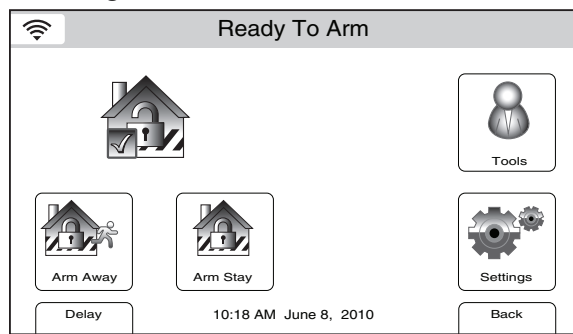 Ready To Arm
Tools
Arm Away
Arm Stay
Settings
Delay
10:18 AM June 8, 2010
Back